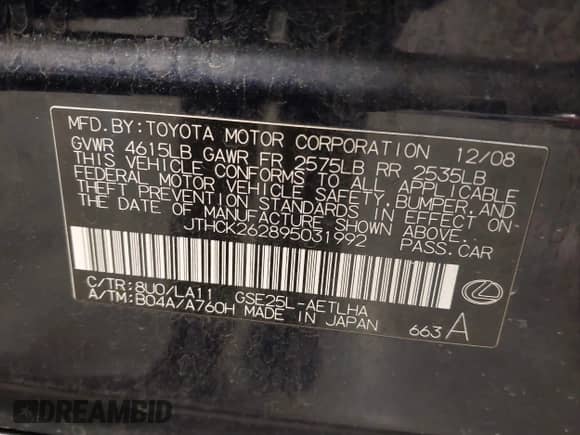 MFD.BY:TOYOTA MOTOR CORPORATION 12/08
GVWR 4615LB GAWR FR 2575LB RR 2535LB
THIS VEHICLE CONFORMS TO ALL APPLICABLE
FEDERAL MOTOR VEHICLE SAFETY,BUMPER,AND
THEFT PREVENTION STANDARDS IN EFFECT ON
THE DATE OF MANUFACTURE SHOWN ABOVE.
JTHCK262895031992 PASS.CAR
C/TR:8U0/LA11 GSE25L-AETLHA
A/TM:B04A/A760H MADE IN JAPAN 663A
DREAMBID